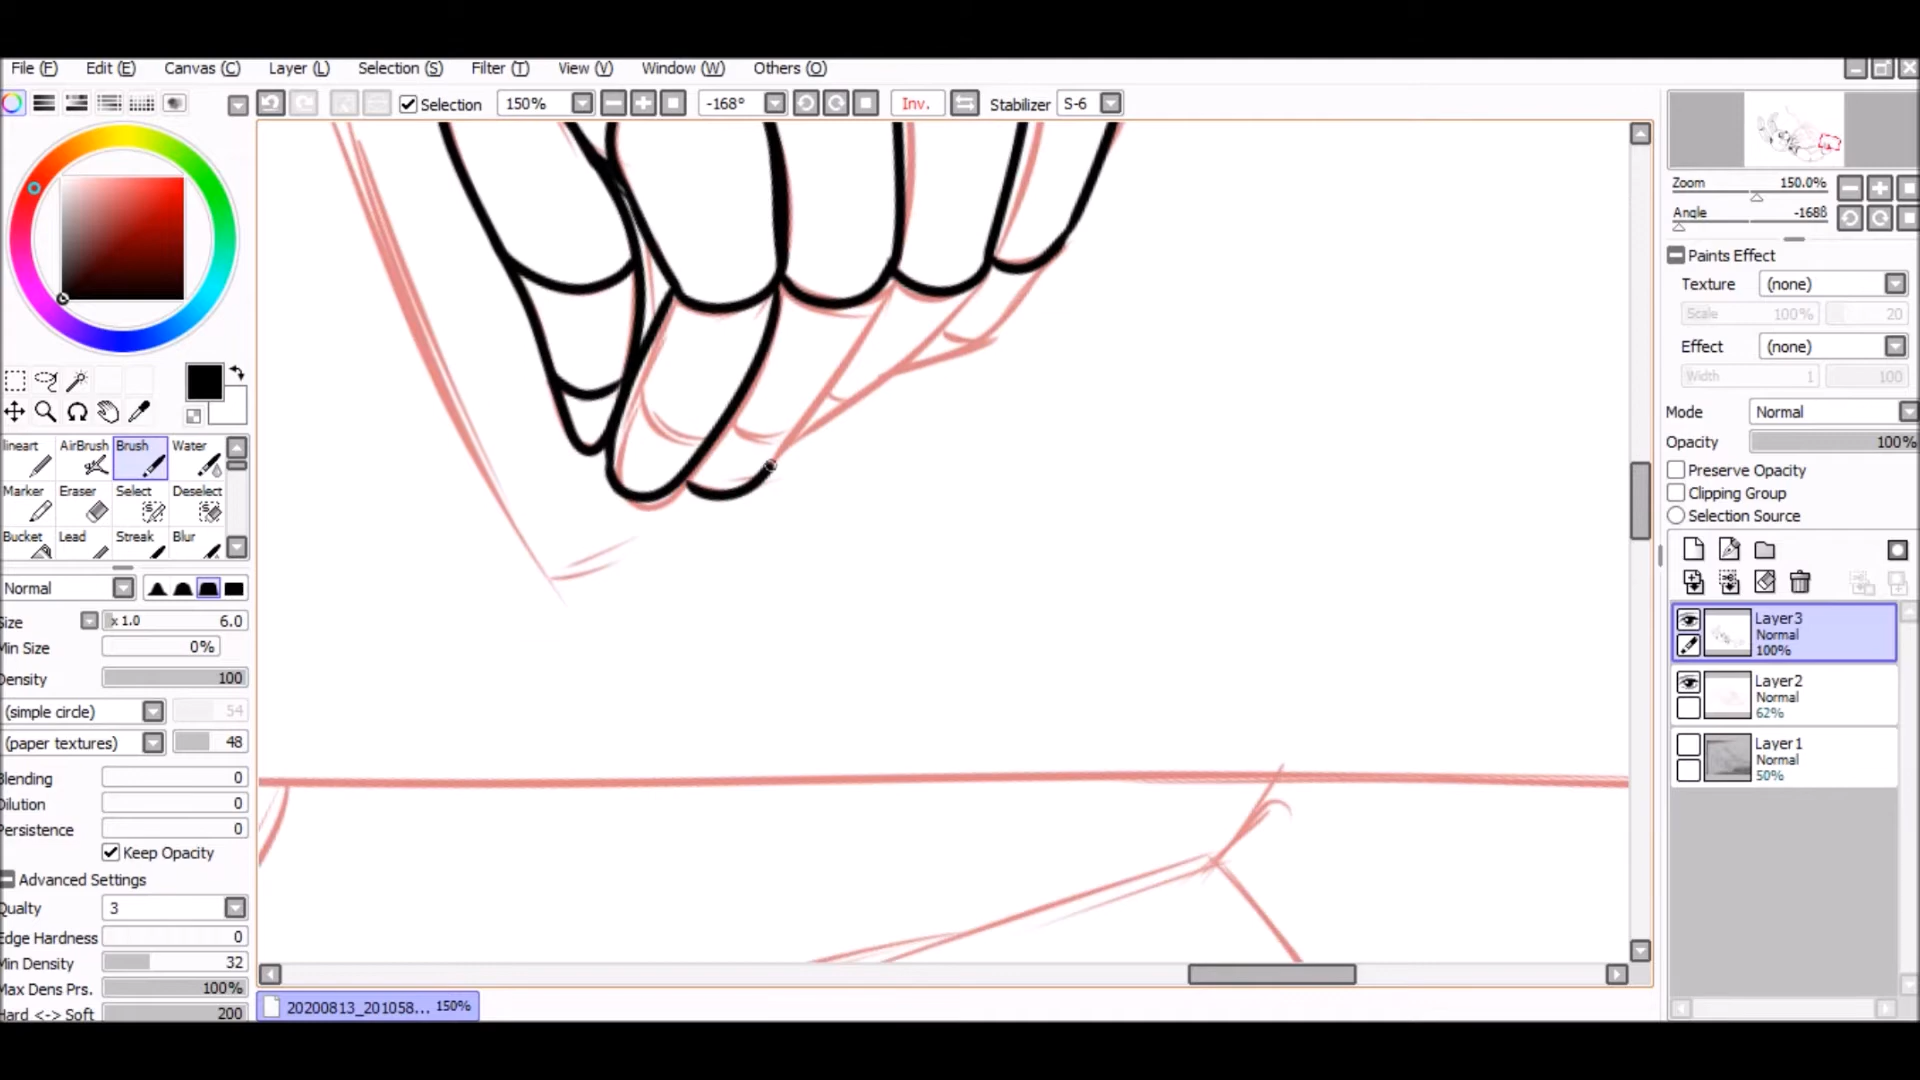 File (F) Edit (E) Canvas (C) Layer (L) Selection (S) Filter (T) View (V) Window (W) Others (O)
Selection 150% -168° Inv. Stabilizer S-6
Zoom 150.0%
Angle -168
Paints Effect
Texture (none)
Scale 100% 20
Effect (none)
Width 1 100
Mode Normal
Opacity 100%
Preserve Opacity
Clipping Group
Selection Source
Layer3
Normal
100%
Layer2
Normal
62%
Layer1
Normal
50%
lineart AirBrush Brush Water
Marker Eraser Select Deselect
Bucket Lead Streak Blur
Normal
Size x 1.0 6.0
Min Size 0%
Density 100
(simple circle) 54
(paper textures) 48
Blending 0
Dilution 0
Persistence 0
Keep Opacity
Advanced Settings
Qualty 3
Edge Hardness 0
Min Density 32
Max Dens Prs. 100%
Hard <-> Soft 200
20200813_201058... 150%